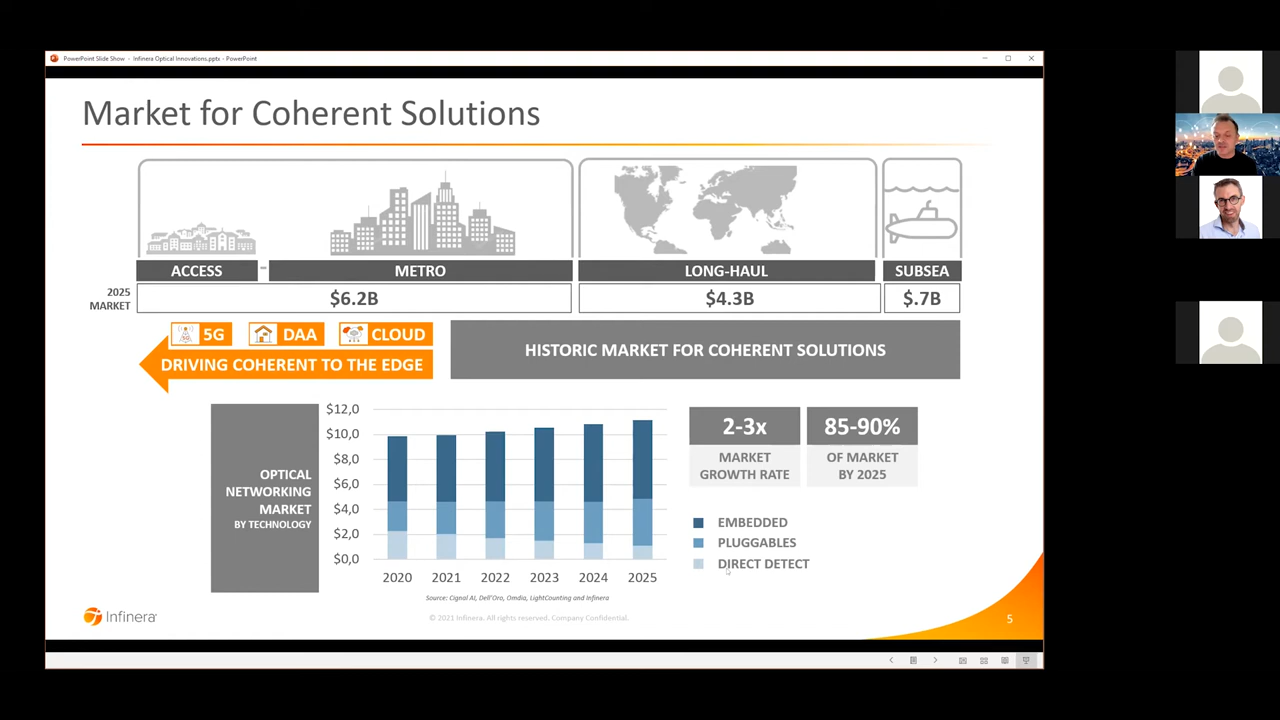 PowerPoint Slide Show - Infinera Optical Innovations.pptx - PowerPoint
Market for Coherent Solutions
ACCESS - METRO
LONG-HAUL
SUBSEA
2025
MARKET
$6.2B
$4.3B
$.7B
5G
DAA
CLOUD
DRIVING COHERENT TO THE EDGE
HISTORIC MARKET FOR COHERENT SOLUTIONS
OPTICAL
NETWORKING
MARKET
BY TECHNOLOGY
$12,0
$10,0
$8,0
$6,0
$4,0
$2,0
$0,0
2020 2021 2022 2023 2024 2025
2-3x
MARKET
GROWTH RATE
85-90%
OF MARKET
BY 2025
EMBEDDED
PLUGGABLES
DIRECT DETECT
Source: Cignal AI, Dell'Oro, Omdia, LightCounting and Infinera
Infinera
© 2021 Infinera. All rights reserved. Company Confidential.
5